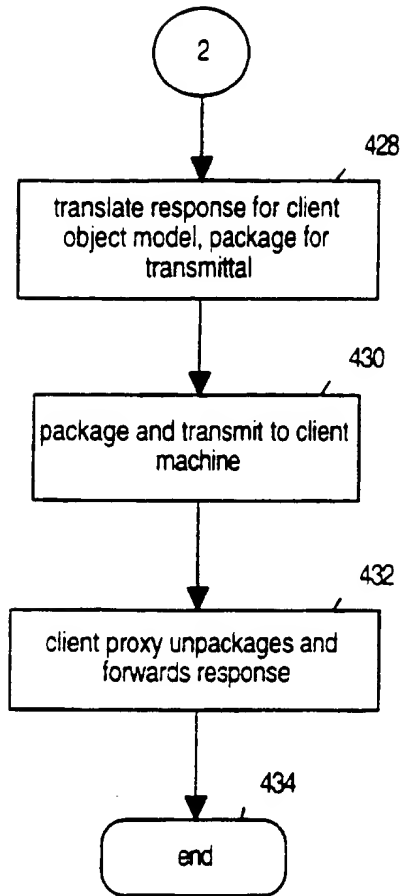 2
428
translate response for client
object model, package for
transmittal
430
package and transmit to client
machine
432
client proxy unpackages and
forwards response
434
end